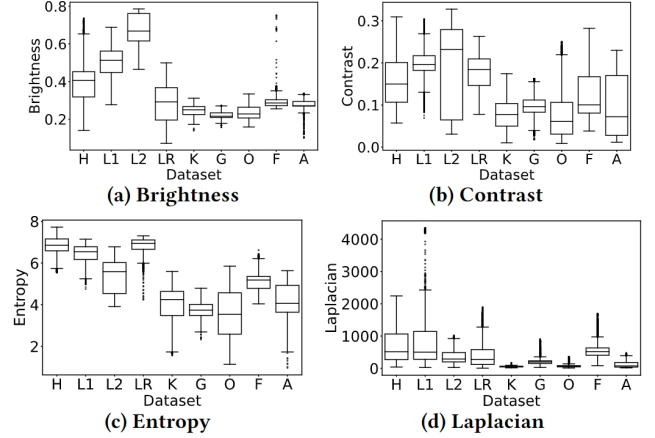 0.8
0.6
0.4
0.2
Brightness
H L1 L2 LR K G O F A
Dataset
(a) Brightness
0.3
0.2
0.1
0.0
Contrast
H L1 L2 LR K G O F A
Dataset
(b) Contrast
8
6
4
2
Entropy
H L1 L2 LR K G O F A
Dataset
(c) Entropy
4000
3000
2000
1000
0
Laplacian
H L1 L2 LR K G O F A
Dataset
(d) Laplacian